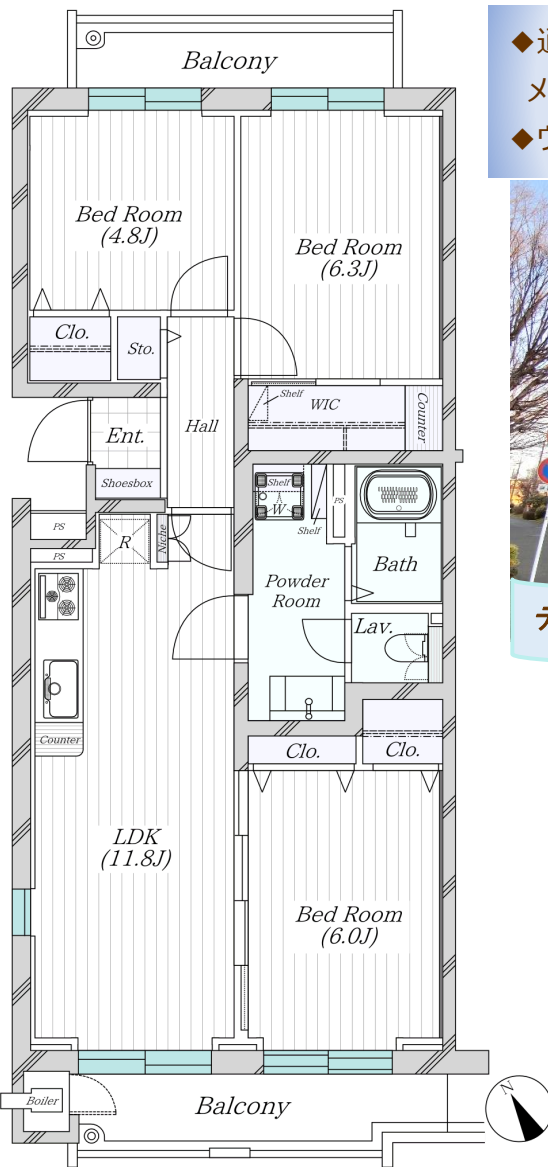 Balcony
Bed Room
(4.8J)
Bed Room
(6.3J)
Clo.
Sto.
Shelf
WIC
Counter
Ent.
Hall
Shoesbox
Shelf
W
PS
Shelf
PS
R
Niche
PS
Bath
Powder
Room
Lav.
Counter
Clo.
Clo.
LDK
(11.8J)
Bed Room
(6.0J)
Boiler
Balcony
N
◆
メ
◆